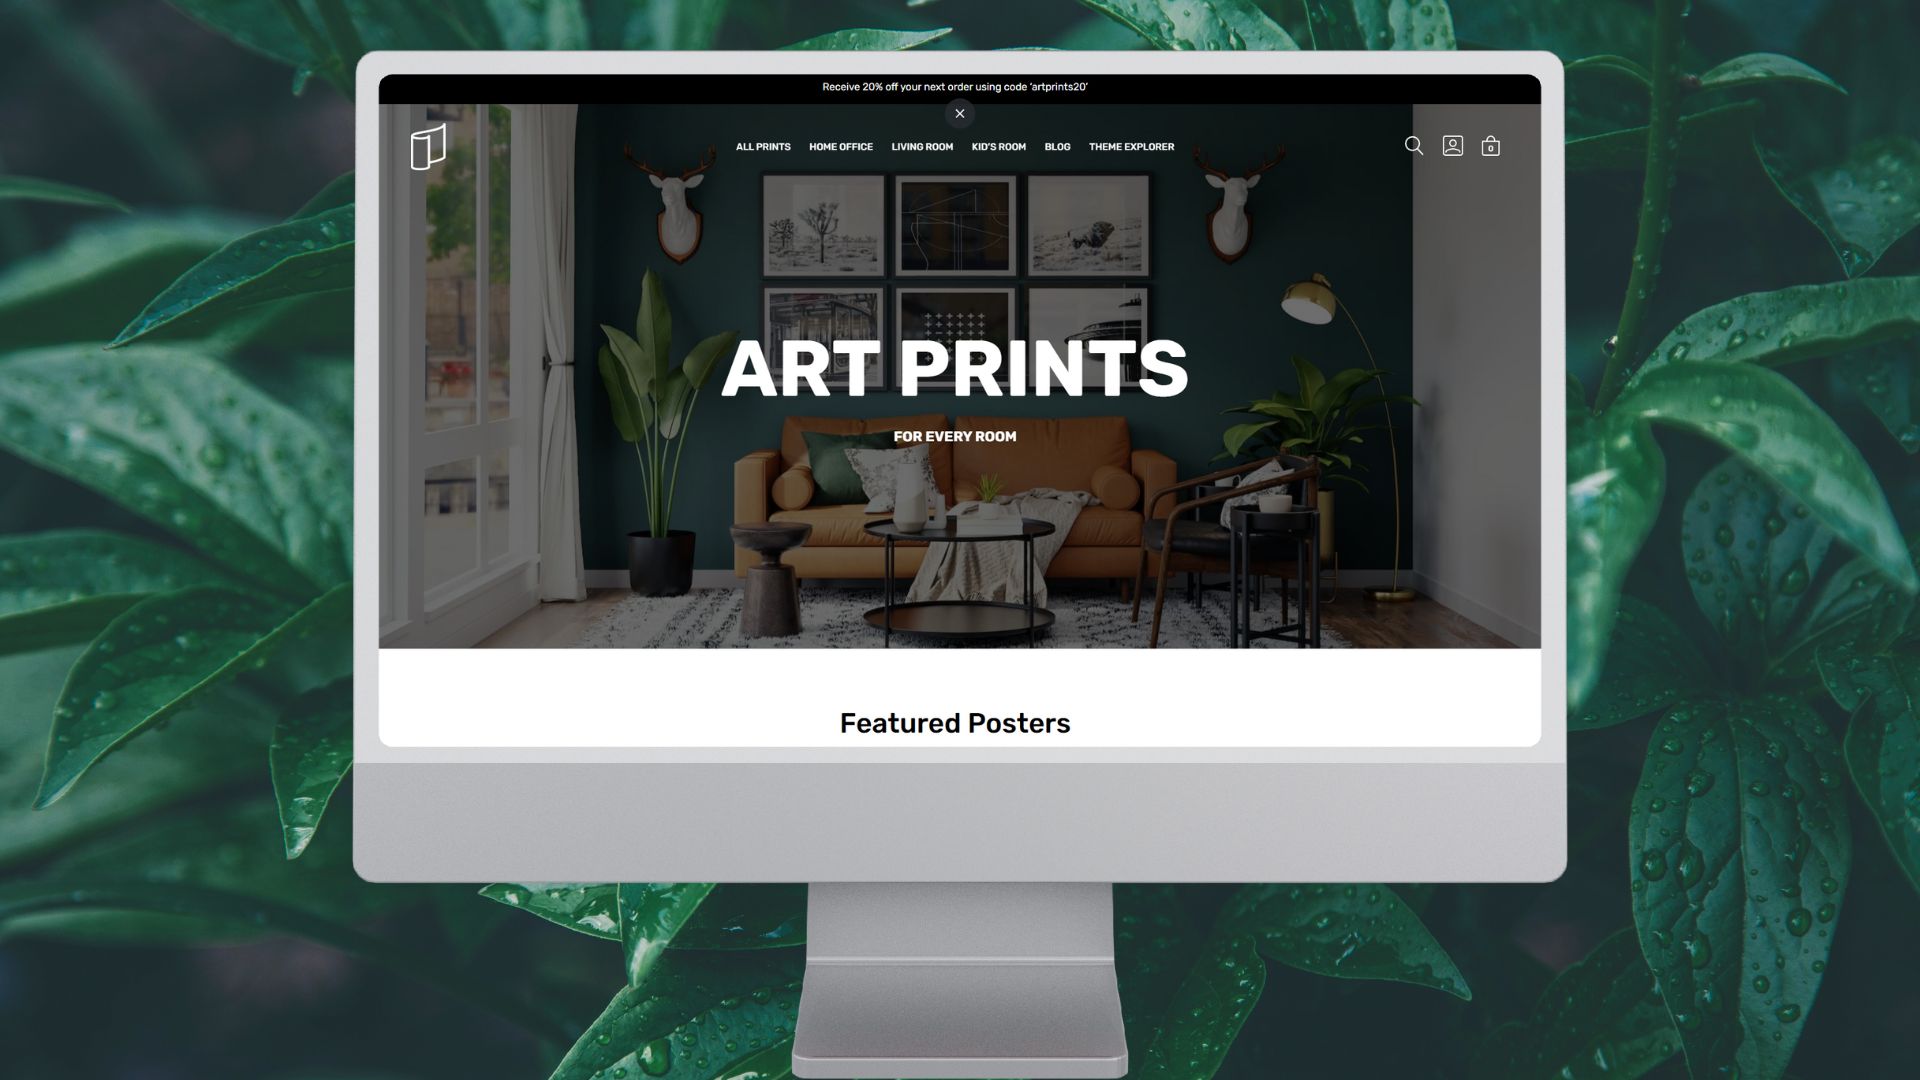 Receive 20% off your next order using code ‘artprints20’
ALL PRINTS HOME OFFICE LIVING ROOM KID'S ROOM BLOG THEME EXPLORER
0
ART PRINTS
FOR EVERY ROOM
Featured Posters